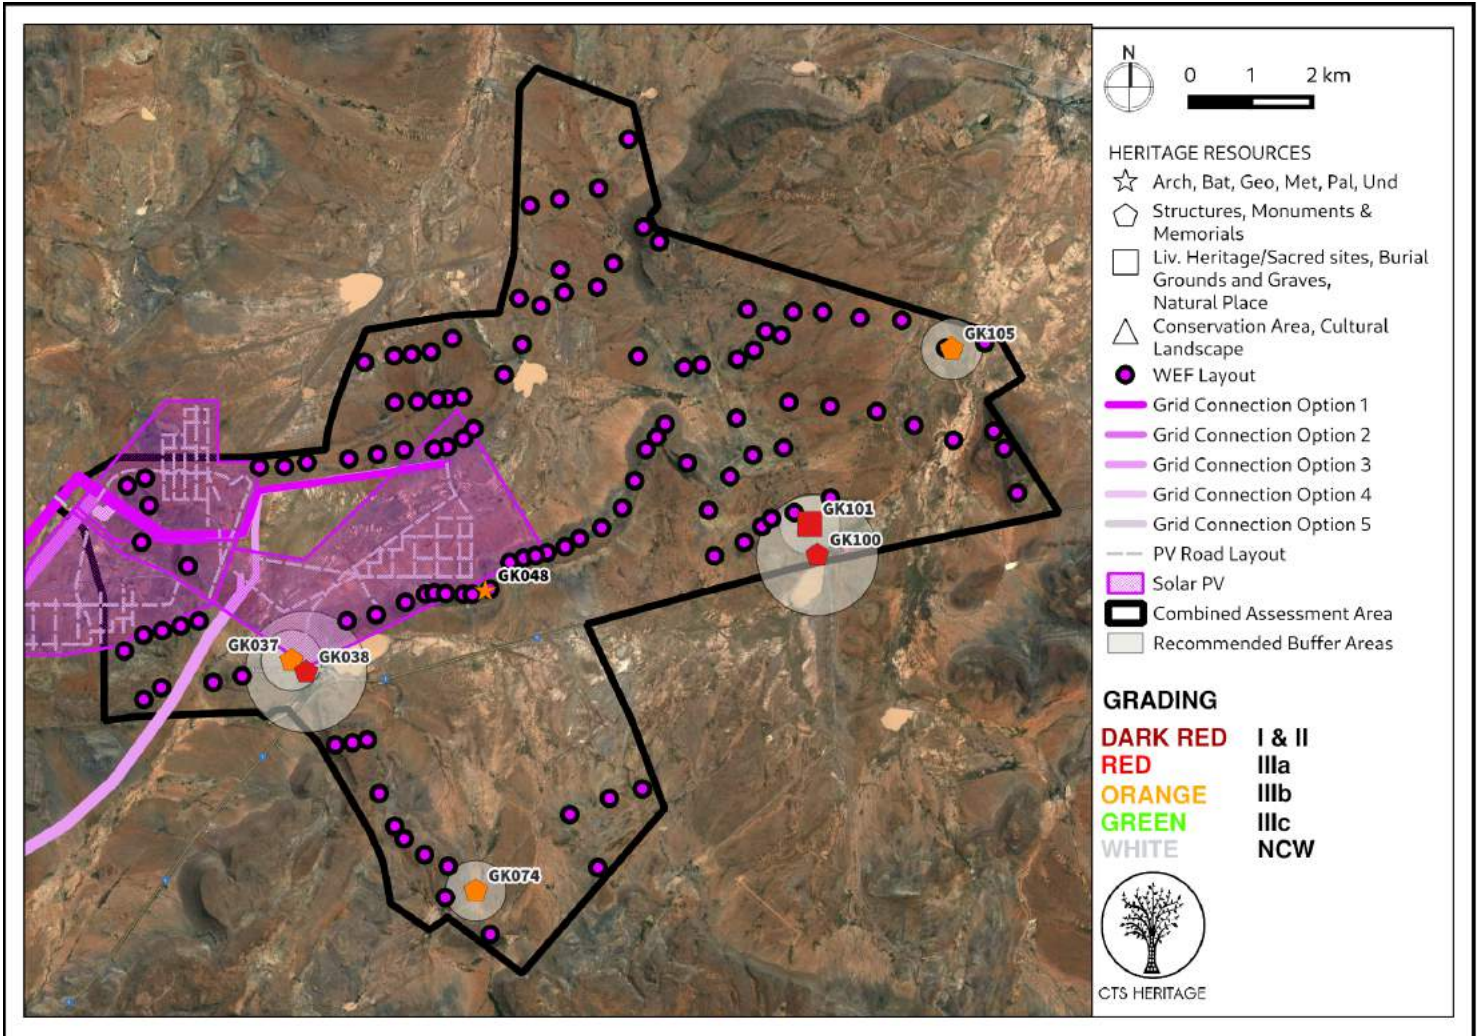 N
0 1 2 km
HERITAGE RESOURCES
Arch, Bat, Geo, Met, Pal, Und
Structures, Monuments &
Memorials
Liv. Heritage/Sacred sites, Burial
Grounds and Graves,
Natural Place
Conservation Area, Cultural
Landscape
WEF Layout
Grid Connection Option 1
Grid Connection Option 2
Grid Connection Option 3
Grid Connection Option 4
Grid Connection Option 5
PV Road Layout
Solar PV
Combined Assessment Area
Recommended Buffer Areas
GRADING
DARK RED I & II
RED IIIa
ORANGE IIIb
GREEN IIIc
WHITE NCW
CTS HERITAGE
GK105
GK101
GK100
GK048
GK037
GK038
GK074